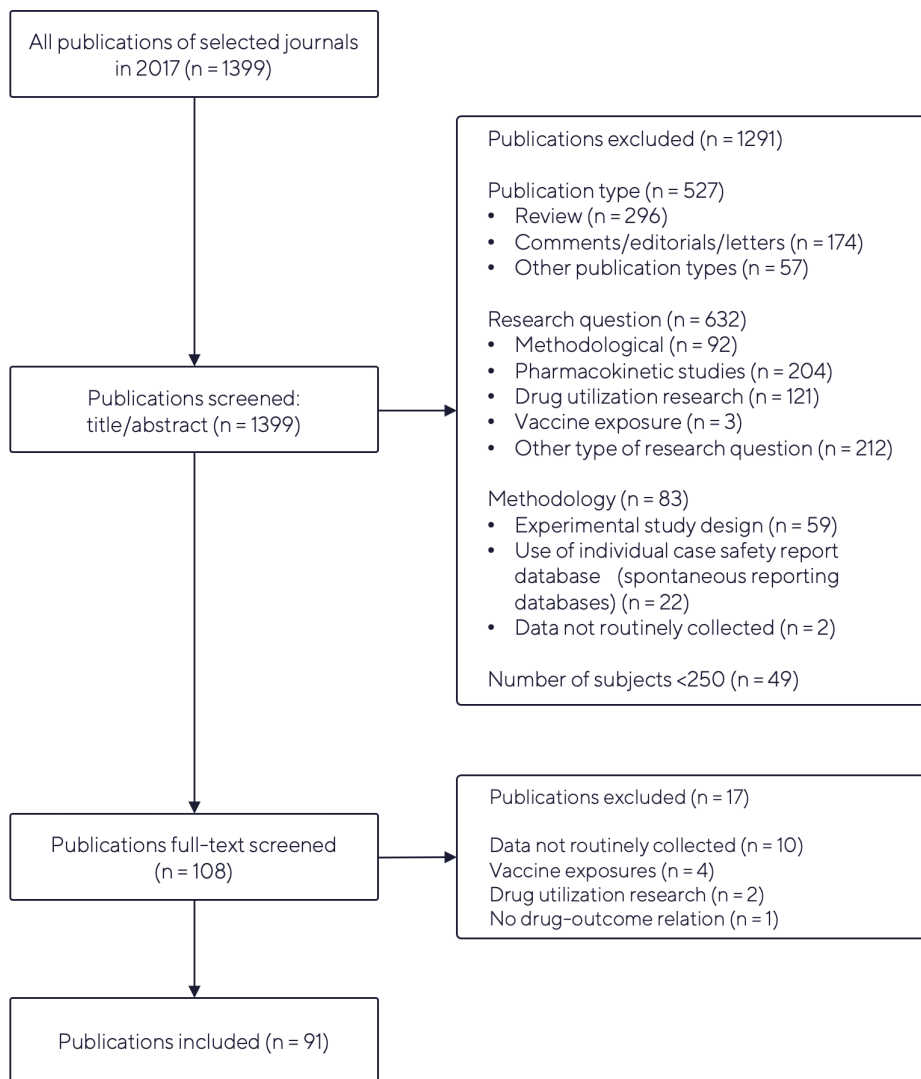 All publications of selected journals
in 2017 (n = 1399)
Publications excluded (n = 1291)
Publication type (n = 527)
• Review (n = 296)
• Comments/editorials/letters (n = 174)
• Other publication types (n = 57)
Research question (n = 632)
• Methodological (n = 92)
• Pharmacokinetic studies (n = 204)
• Drug utilization research (n = 121)
• Vaccine exposure (n = 3)
• Other type of research question (n = 212)
Methodology (n = 83)
• Experimental study design (n = 59)
• Use of individual case safety report
database (spontaneous reporting
databases) (n = 22)
• Data not routinely collected (n = 2)
Number of subjects <250 (n = 49)
Publications screened:
title/abstract (n = 1399)
Publications full-text screened
(n = 108)
Publications excluded (n = 17)
Data not routinely collected (n = 10)
Vaccine exposures (n = 4)
Drug utilization research (n = 2)
No drug-outcome relation (n = 1)
Publications included (n = 91)